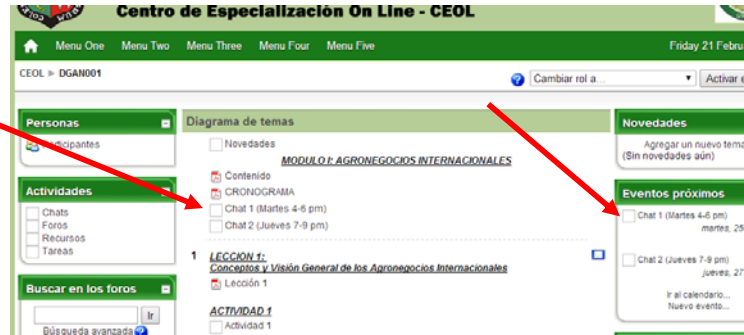 Centro de Especialización On Line - CEOL
Menu One Menu Two Menu Three Menu Four Menu Five
Friday 21 Febru
CEOL ► DGAN001
Cambiar rol a...
Activar e
Personas
Participantes
Actividades
Chats
Foros
Recursos
Tareas
Buscar en los foros
Ir
Búsqueda avanzada
Diagrama de temas
Novedades
MODULO I: AGRONEGOCIOS INTERNACIONALES
Contenido
CRONOGRAMA
Chat 1 (Martes 4-6 pm)
Chat 2 (Jueves 7-9 pm)
1 LECCION 1:
Conceptos y Visión General de los Agronegocios Internacionales
Lección 1
ACTIVIDAD 1
Actividad 1
Novedades
Agregar un nuevo tema
(Sin novedades aún)
Eventos próximos
Chat 1 (Martes 4-6 pm)
martes, 25
Chat 2 (Jueves 7-9 pm)
jueves, 27
Ir al calendario...
Nuevo evento...